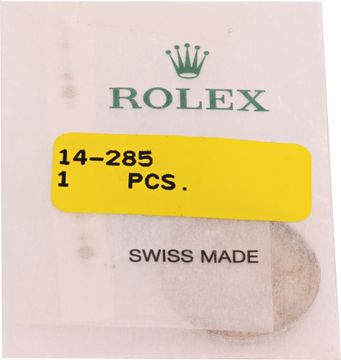 ROLEX
14-285
1 PCS.
SWISS MADE